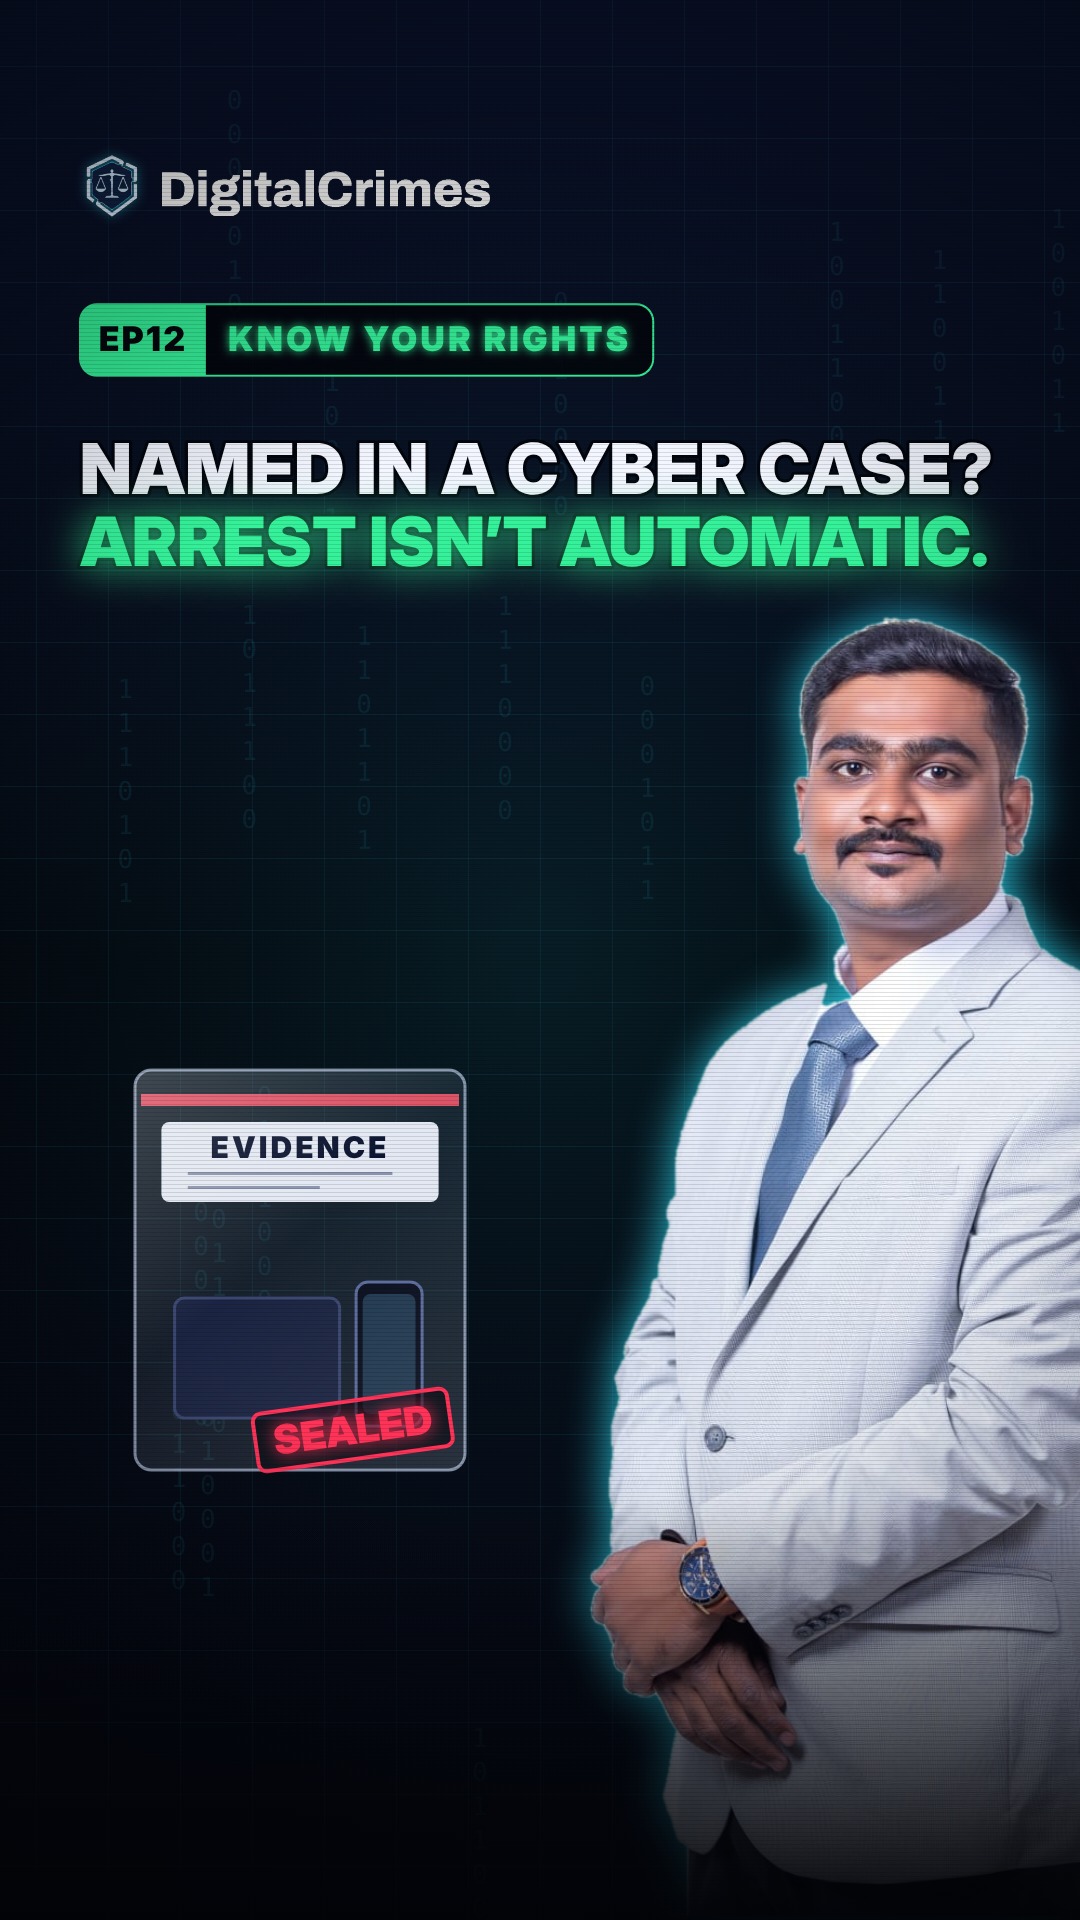 DigitalCrimes
EP12 KNOW YOUR RIGHTS
NAMED IN A CYBER CASE?
ARREST ISN'T AUTOMATIC.
EVIDENCE
SEALED